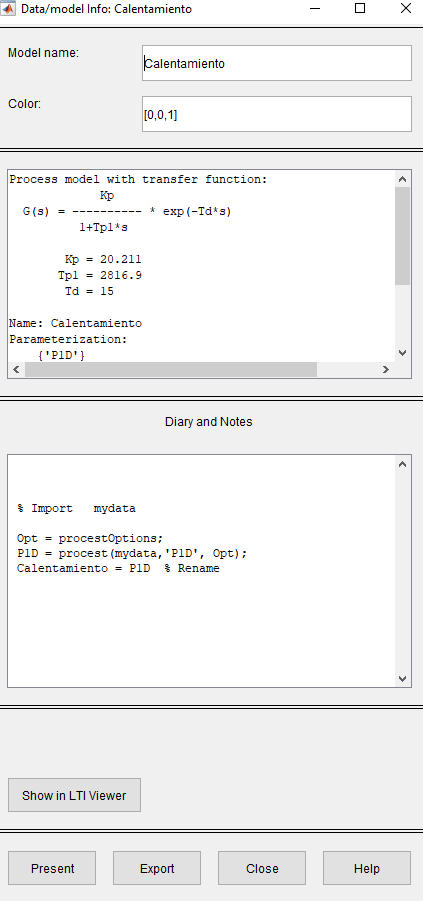 Data/model Info: Calentamiento
Model name:
Calentamiento
Color:
[0,0,1]
Process model with transfer function:
Kp
G(s) = ---------- * exp(-Td*s)
1+Tp1*s
Kp = 20.211
Tp1 = 2816.9
Td = 15
Name: Calentamiento
Parameterization:
{'P1D'}
Diary and Notes
% Import   mydata
Opt = procestOptions;
P1D = procest(mydata,'P1D', Opt);
Calentamiento = P1D  % Rename
Show in LTI Viewer
Present
Export
Close
Help